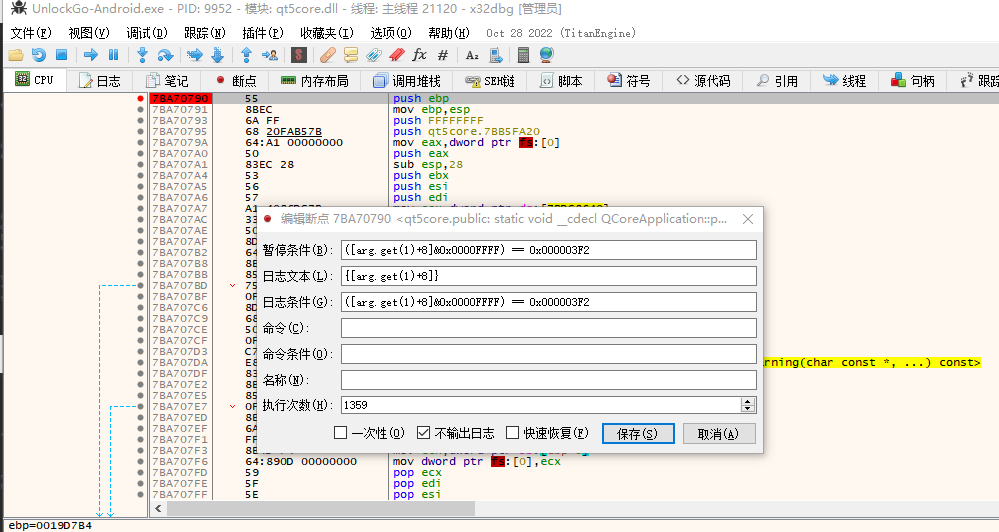 UnlockGo-Android.exe - PID: 9952 - 模块: qt5core.dll - 线程: 主线程 21120 - x32dbg [管理员]
文件(F) 视图(V) 调试(D) 跟踪(N) 插件(P) 收藏夹(I) 选项(O) 帮助(H) Oct 28 2022 (TitanEngine)
CPU 日志 笔记 断点 内存布局 调用堆栈 SEH链 脚本 符号 源代码 引用 线程 句柄 跟踪
7BA70790 55 push ebp
7BA70791 8BEC mov ebp,esp
7BA70793 6A FF push FFFFFFFF
7BA70795 68 20FAB57B push qt5core.7BB5FA20
7BA7079A 64:A1 00000000 mov eax,dword ptr fs:[0]
7BA707A0 50 push eax
7BA707A1 83EC 28 sub esp,28
7BA707A4 53 push ebx
7BA707A5 56 push esi
7BA707A6 57 push edi
7BA707A7
7BA707AC 33
7BA707AE 50
7BA707AF 8D
7BA707B2 64
7BA707B8 8B
7BA707BB 85
7BA707BD 75
7BA707BF 0F
7BA707C6 8D
7BA707C9 68
7BA707CE 50
7BA707CF 0F
7BA707D3 C7
7BA707DA E8 rning(char const *, ...) const>
7BA707DF 83
7BA707E2 8B
7BA707E5 85
7BA707E7 0F
7BA707ED 8B
7BA707EF 6A
7BA707F1 FF
7BA707F3
7BA707F6 64:890D 00000000 mov dword ptr fs:[0],ecx
7BA707FD 59 pop ecx
7BA707FE 5F pop edi
7BA707FF 5E pop esi
编辑断点 7BA70790 <qt5core.public: static void __cdecl QCoreApplication::p...
暂停条件(B): ([arg.get(1)+8]&0x0000FFFF) == 0x000003F2
日志文本(L): {[arg.get(1)+8]}
日志条件(G): ([arg.get(1)+8]&0x0000FFFF) == 0x000003F2
命令(C):
命令条件(O):
名称(N):
执行次数(H): 1359
一次性(O) 不输出日志 快速恢复(F) 保存(S) 取消(A)
ebp=0019D7B4